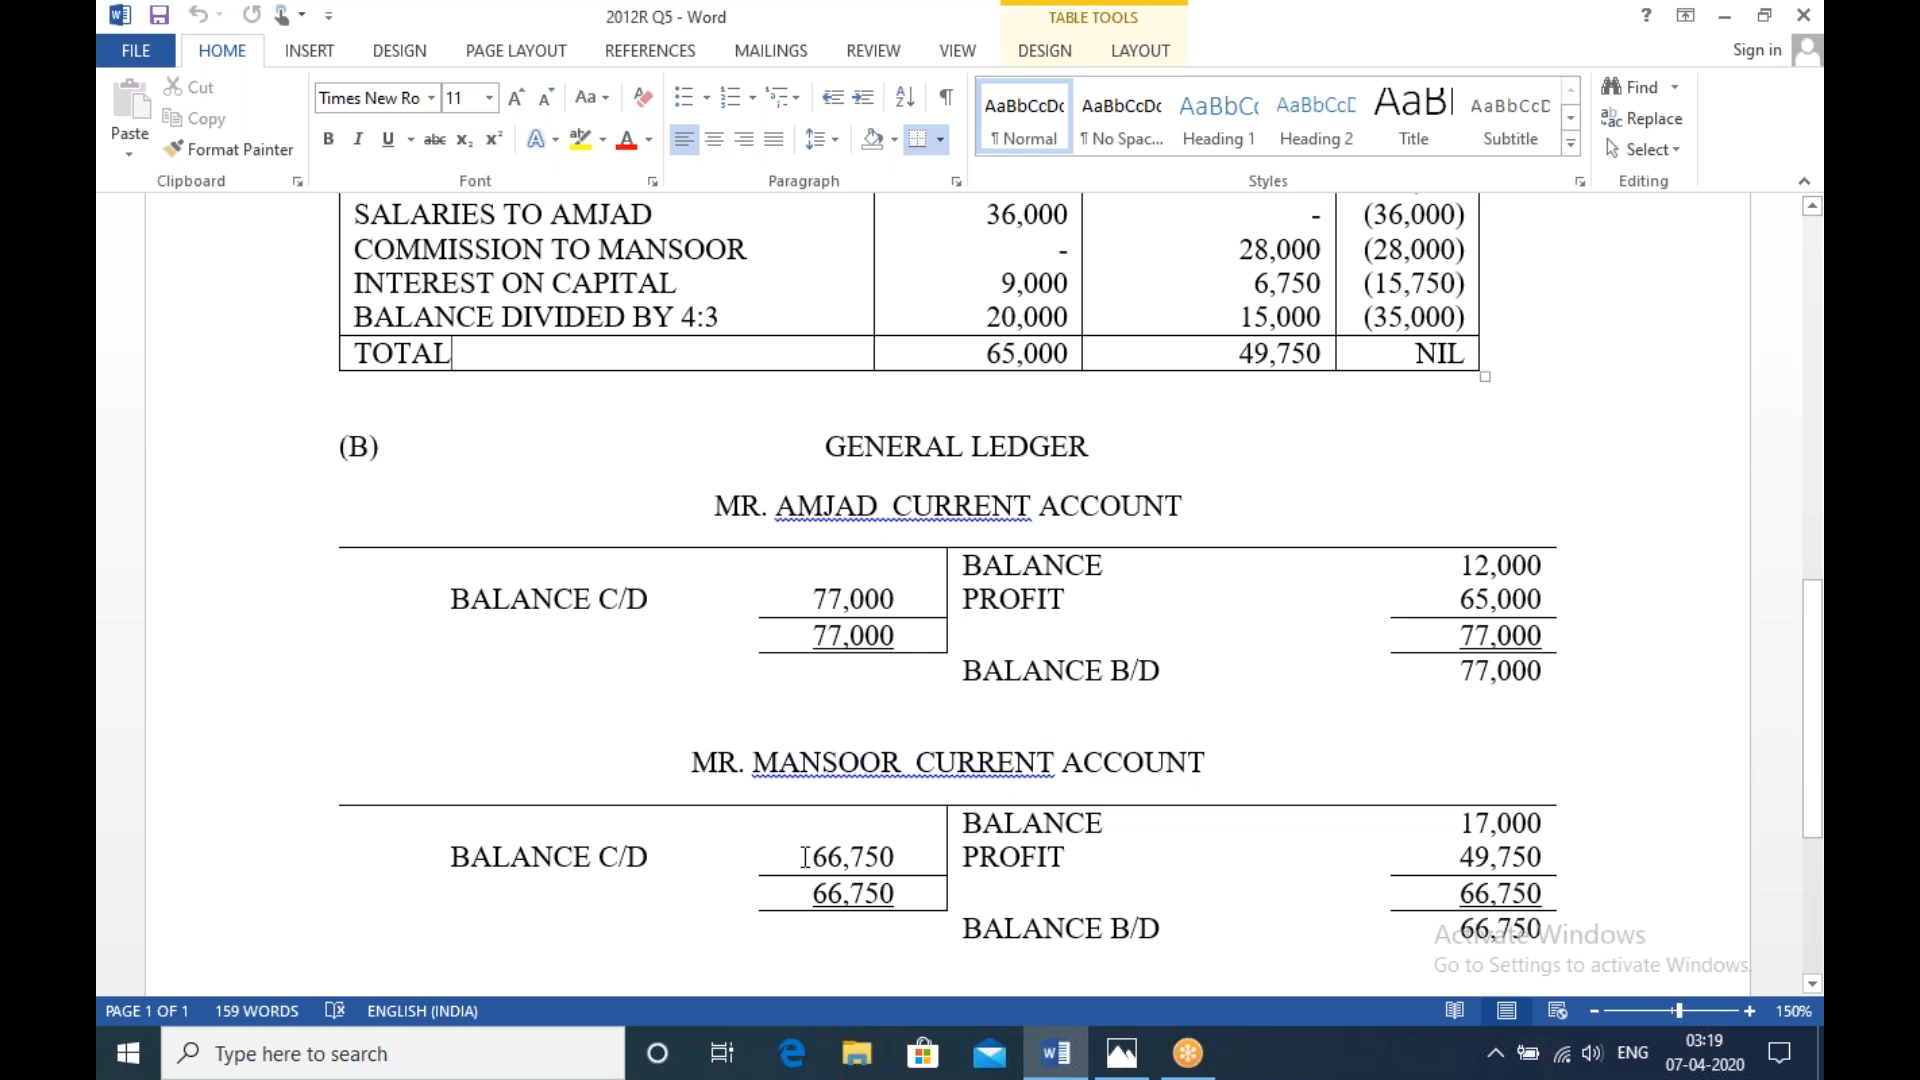 2012R Q5 - Word
TABLE TOOLS
?
FILE HOME INSERT DESIGN PAGE LAYOUT REFERENCES MAILINGS REVIEW VIEW DESIGN LAYOUT Sign in
Paste
Cut
Copy
Format Painter
Clipboard
Times New Ro 11
Font
Paragraph
AaBbCcDc AaBbCcDc AaBbCc AaBbCcE AaBl AaBbCcD
¶ Normal ¶ No Spac... Heading 1 Heading 2 Title Subtitle
Styles
Find
Replace
Select
Editing
SALARIES TO AMJAD 36,000 - (36,000)
COMMISSION TO MANSOOR - 28,000 (28,000)
INTEREST ON CAPITAL 9,000 6,750 (15,750)
BALANCE DIVIDED BY 4:3 20,000 15,000 (35,000)
TOTAL 65,000 49,750 NIL
(B) GENERAL LEDGER
MR. AMJAD CURRENT ACCOUNT
BALANCE 12,000
BALANCE C/D 77,000 PROFIT 65,000
77,000 77,000
BALANCE B/D 77,000
MR. MANSOOR CURRENT ACCOUNT
BALANCE 17,000
BALANCE C/D 66,750 PROFIT 49,750
66,750 66,750
BALANCE B/D 66,750
Activate Windows
Go to Settings to activate Windows.
PAGE 1 OF 1 159 WORDS ENGLISH (INDIA) 150%
Type here to search
ENG
03:19
07-04-2020